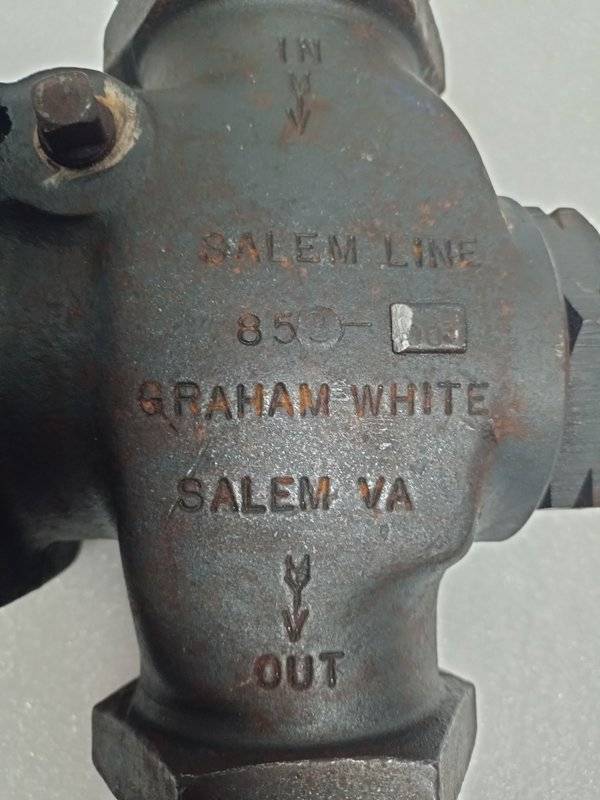 IN
SALEM LINE
85
GRAHAM WHITE
SALEM VA
OUT